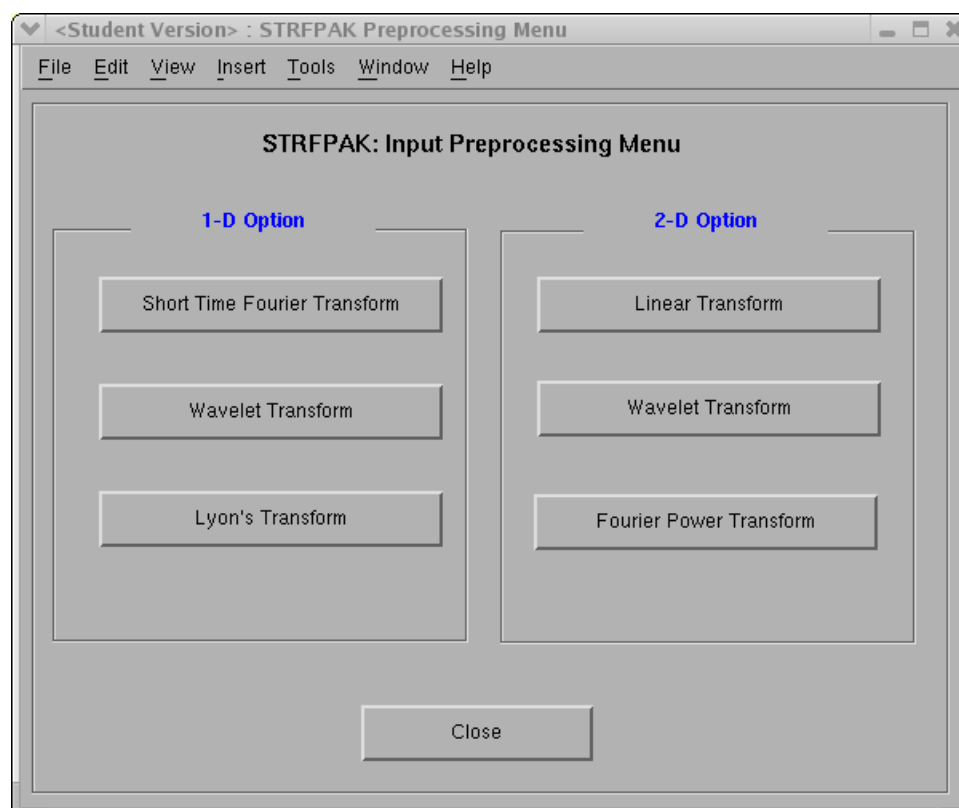 <Student Version> : STRFPAK Preprocessing Menu
File Edit View Insert Tools Window Help
STRFPAK: Input Preprocessing Menu
1-D Option
Short Time Fourier Transform
Wavelet Transform
Lyon's Transform
2-D Option
Linear Transform
Wavelet Transform
Fourier Power Transform
Close